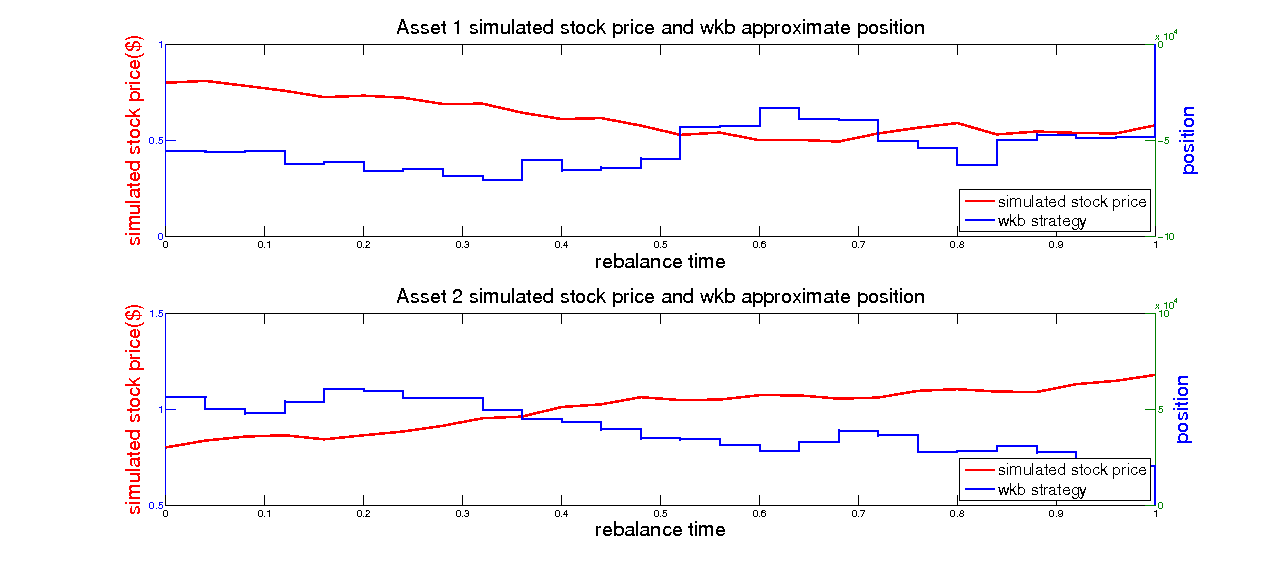 Asset 1 simulated stock price and wkb approximate position
x 10^4
1
0
0.5
-5
0
-10
simulated stock price($)
position
simulated stock price
wkb strategy
0 0.1 0.2 0.3 0.4 0.5 0.6 0.7 0.8 0.9 1
rebalance time
Asset 2 simulated stock price and wkb approximate position
x 10^4
1.5
10
1
5
0.5
0
simulated stock price($)
position
simulated stock price
wkb strategy
0 0.1 0.2 0.3 0.4 0.5 0.6 0.7 0.8 0.9 1
rebalance time